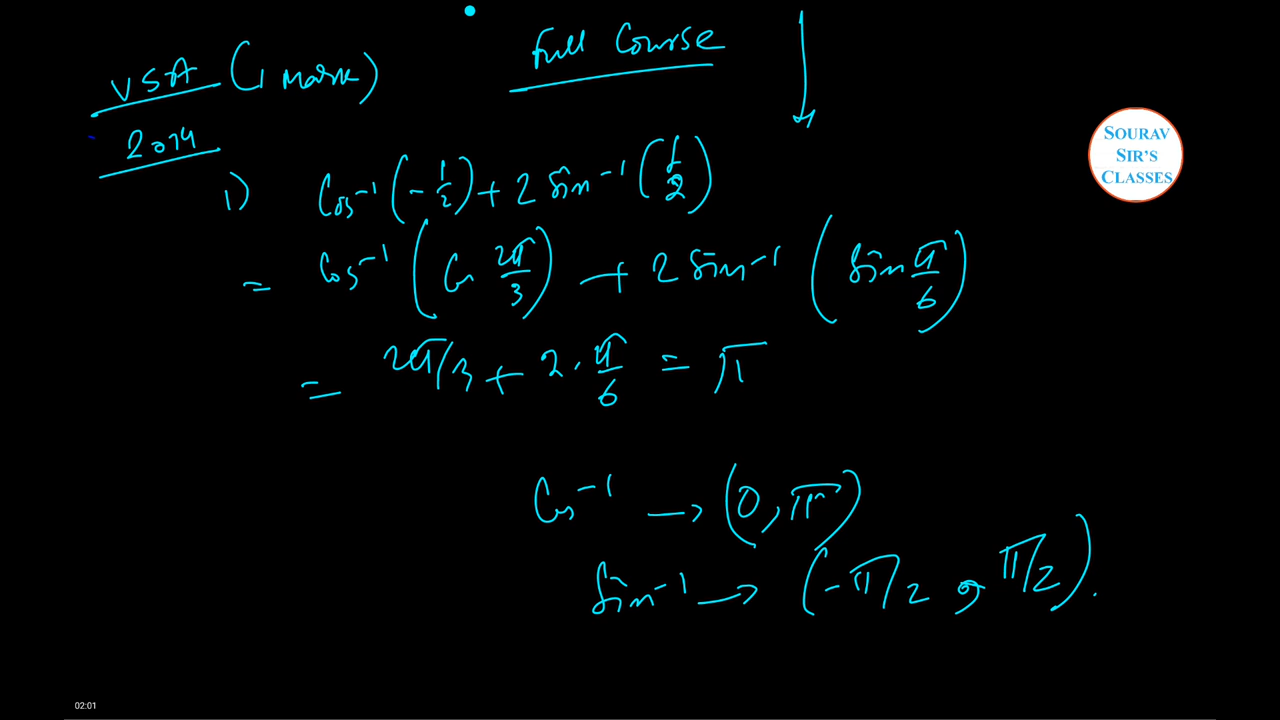 VSA (1 Mark)
Full Course
2014
1) Cos⁻¹(-1/2) + 2 Sin⁻¹(1/2)
= Cos⁻¹(Cos 2π/3) + 2 Sin⁻¹(Sin π/6)
= 2π/3 + 2 · π/6 = π
Cos⁻¹ → (0, π)
Sin⁻¹ → (-π/2, π/2).
SOURAV
SIR'S
CLASSES
02:01